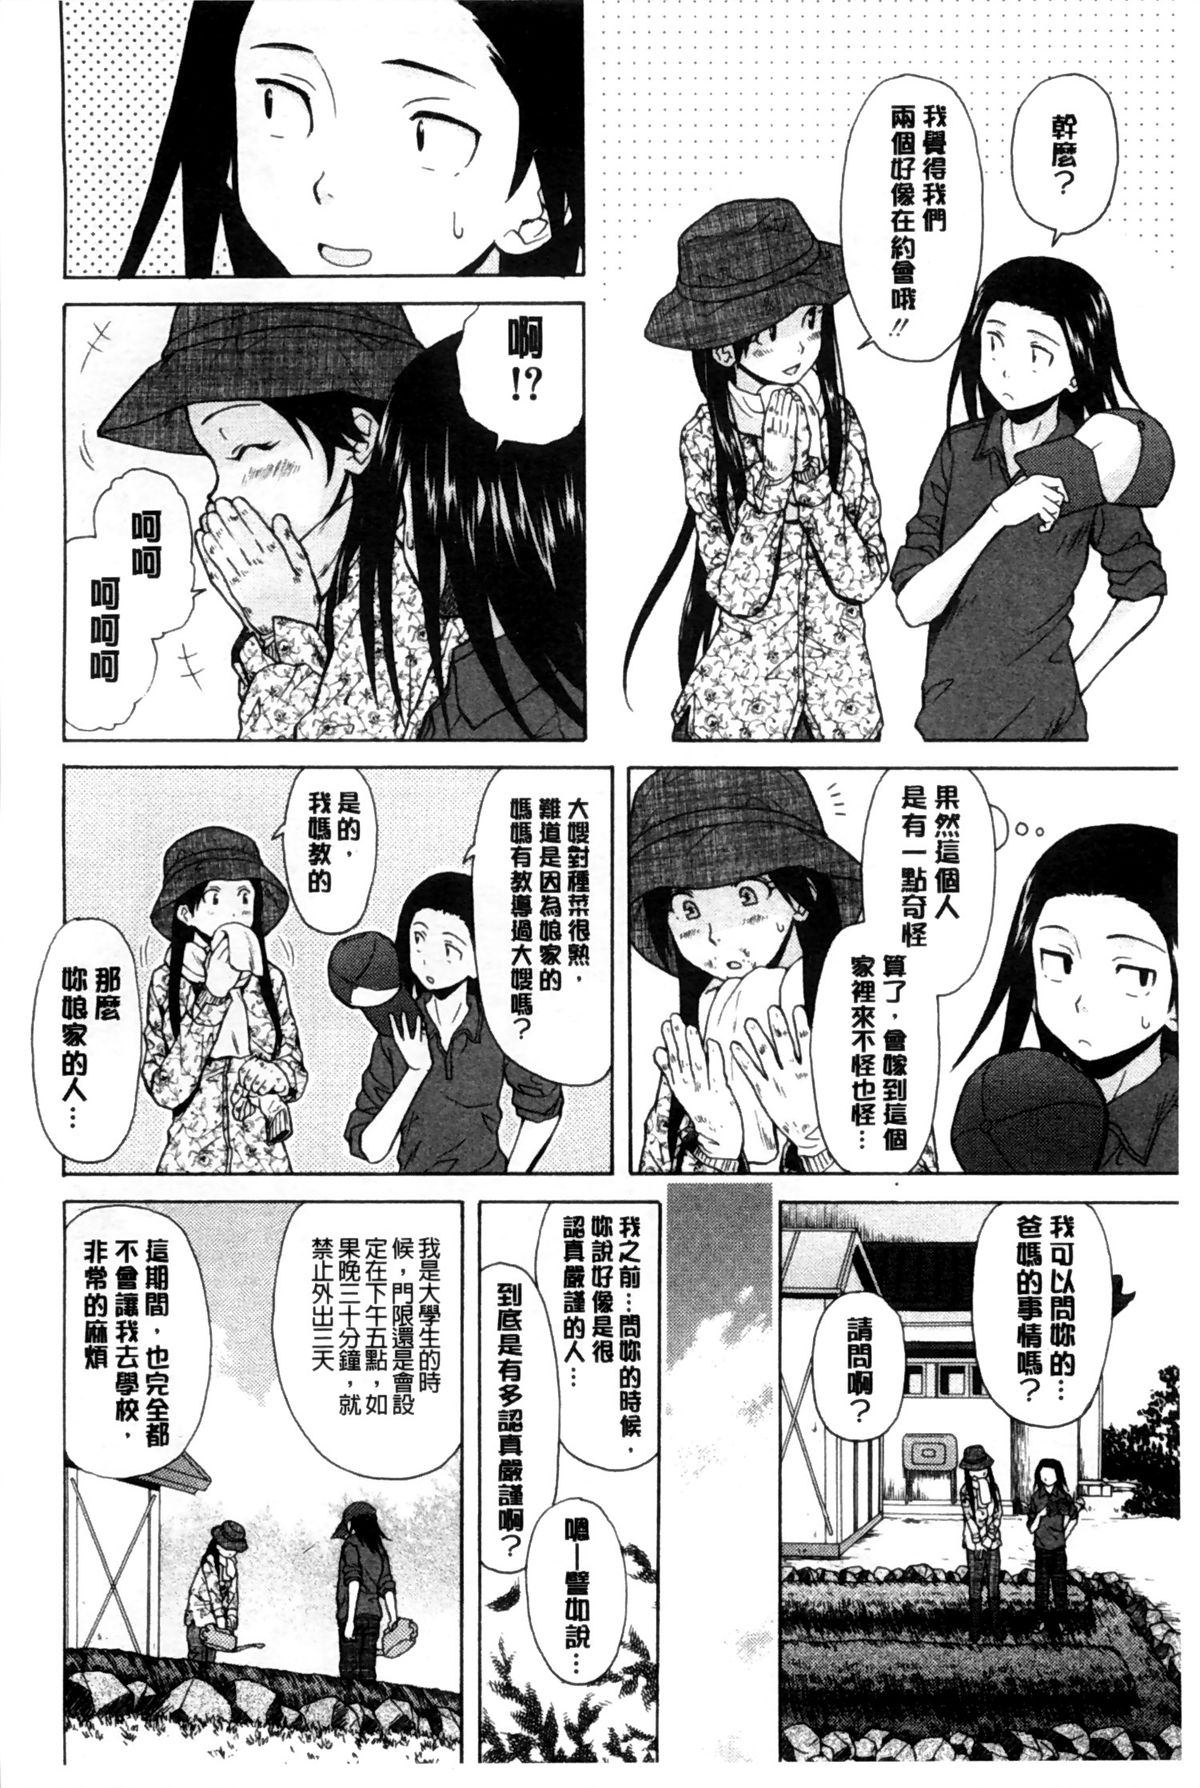 幹麼？
我覺得我們
兩個好像在約會哦!!
啊!?
呵呵
呵呵呵
果然這個人
是有一點奇怪
算了，會嫁到這個
家裡來不怪也怪…
大嫂對種菜很熟，
難道是因為娘家的
媽媽有教導過大嫂嗎？
是的，
我媽教的
那麼
妳娘家的人…
我可以問妳的…
爸媽的事情嗎？
請問啊？
我之前…問妳的時候，
妳說好像是很
認真嚴謹的人…
到底是有多認真嚴謹啊？
嗯—譬如說…
我是大學生的時
候，門限還是會設
定在下午五點，如
果晚三十分鐘，就
禁止外出三天
這期間，也完全都
不會讓我去學校，
非常的麻煩